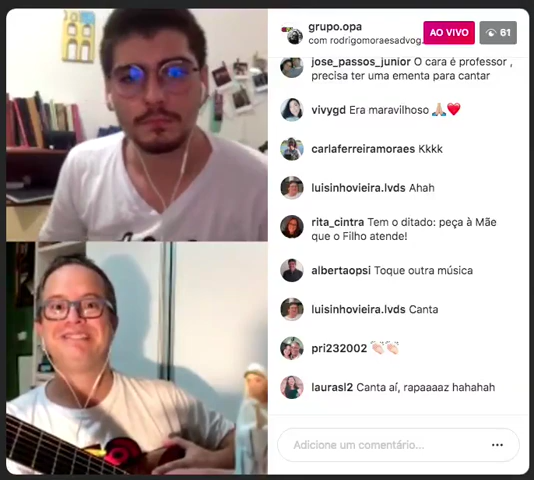 grupo.opa
com rodrigomoraesadvog.
AO VIVO
61
jose_passos_junior O cara é professor ,
precisa ter uma ementa para cantar
vivygd Era maravilhoso 🙏🏼❤️
carlaferreiramoraes Kkkk
luisinhovieira.lvds Ahah
rita_cintra Tem o ditado: peça à Mãe
que o Filho atende!
albertaopsi Toque outra música
luisinhovieira.lvds Canta
pri232002 👏🏻👏🏻
laurasl2 Canta aí, rapaaaaz hahahah
Adicione um comentário...